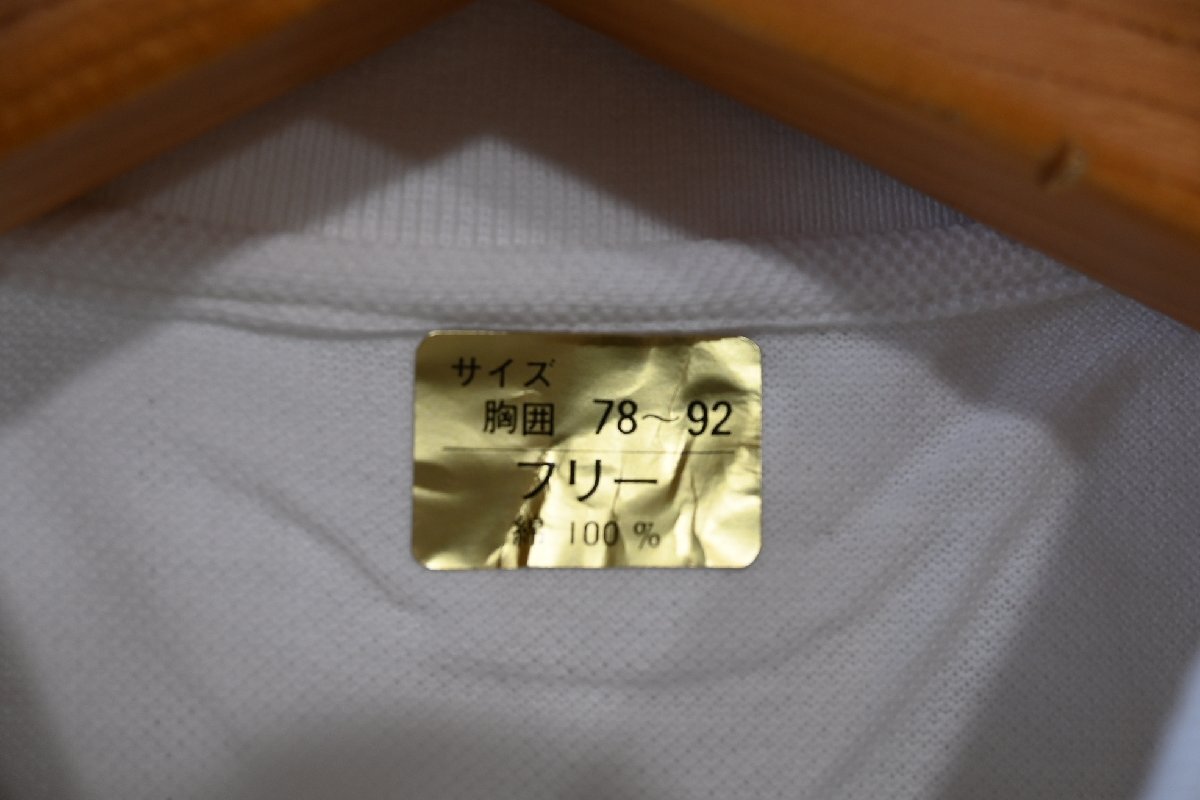 サイズ
胸囲 78〜92
フリー
綿 100%